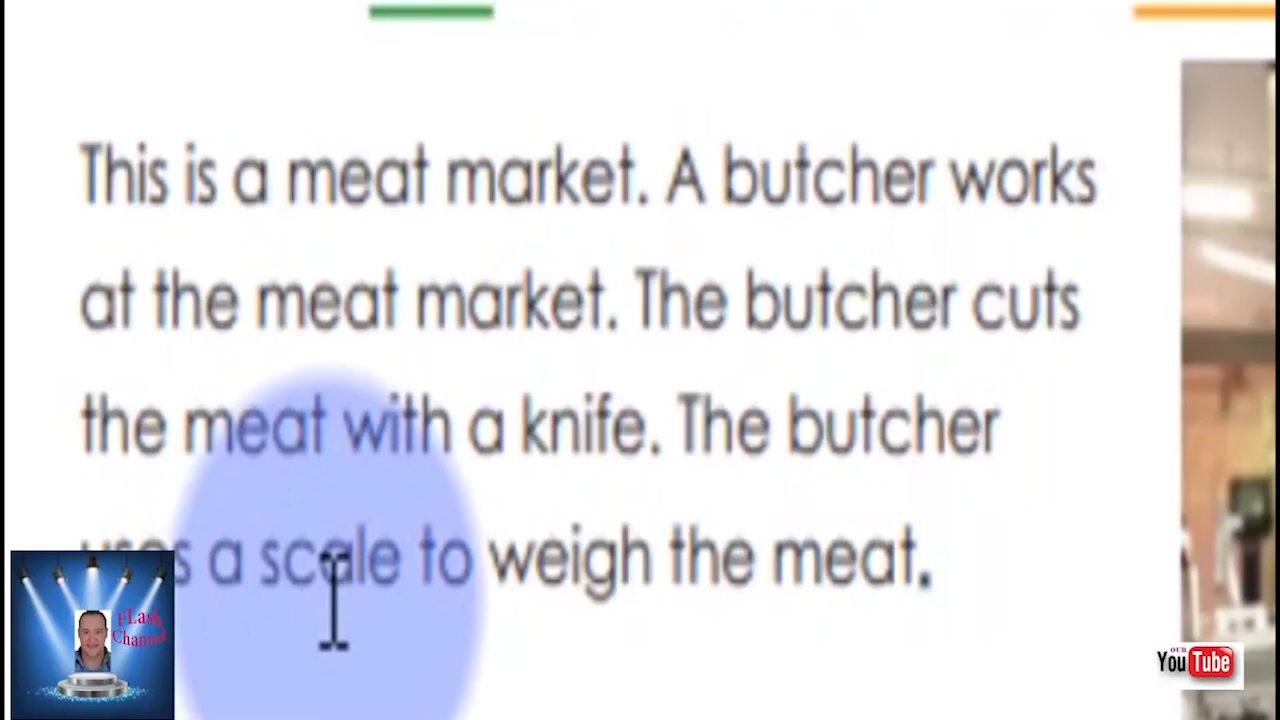 This is a meat market. A butcher works
at the meat market. The butcher cuts
the meat with a knife. The butcher
uses a scale to weigh the meat.
FLash
Channel
OUR
YouTube